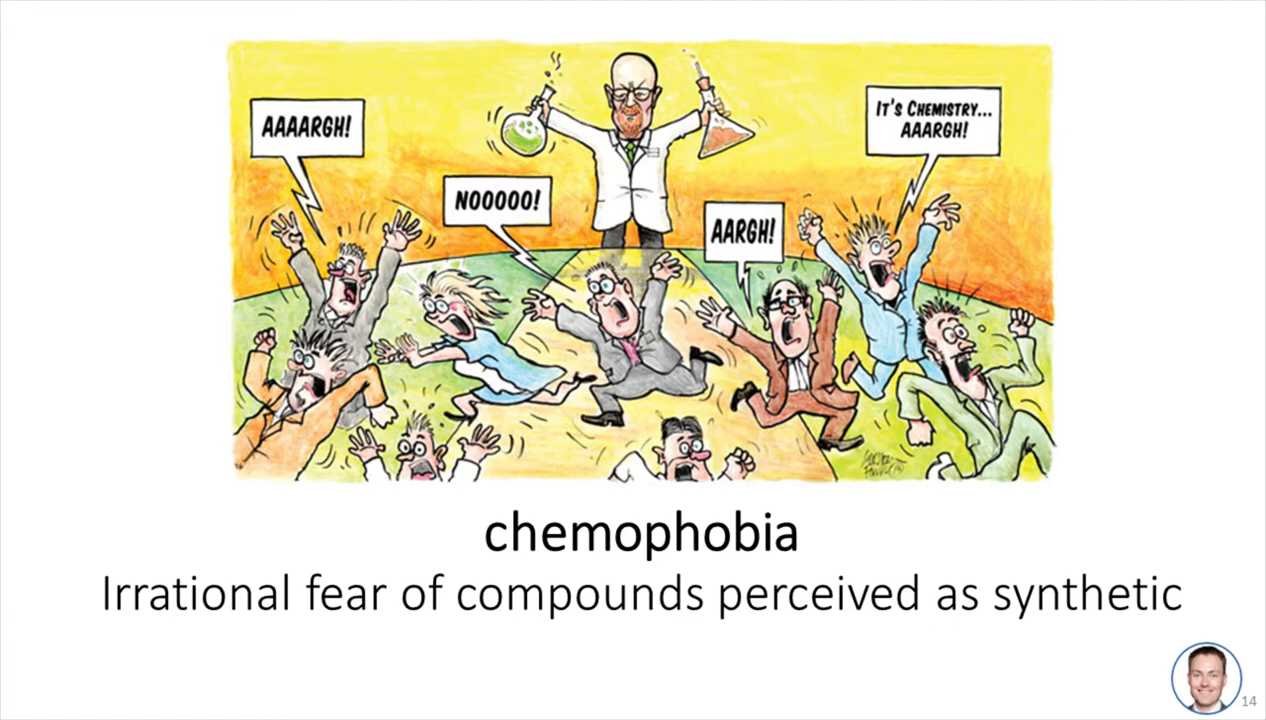 AAAARGH!
NOOOOO!
AARGH!
IT'S CHEMISTRY...
AAARGH!
chemophobia
Irrational fear of compounds perceived as synthetic
14